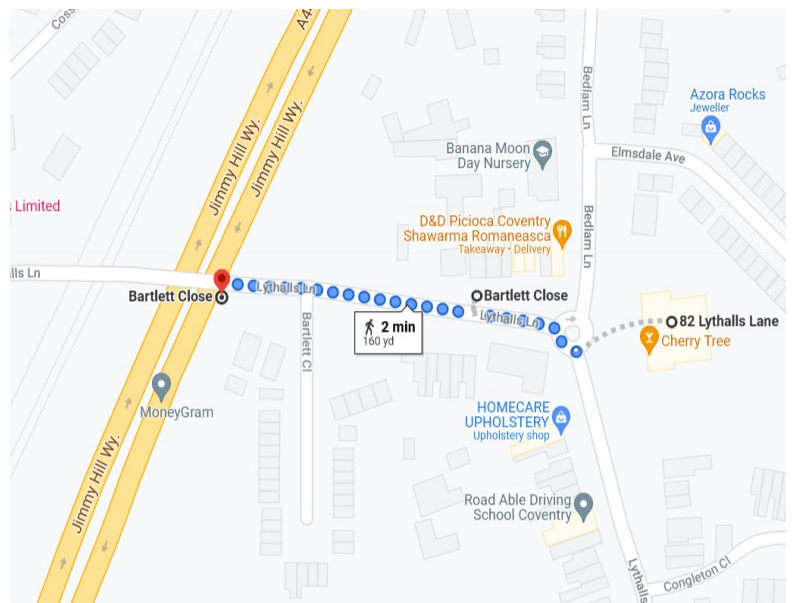 Coss
A4
Jimmy Hill Wy.
Jimmy Hill Wy.
Bedlam Ln
Azora Rocks
Jeweller
Banana Moon
Day Nursery
Elmsdale Ave
s Limited
D&D Picioca Coventry
Shawarma Romaneasca
Takeaway • Delivery
Bedlam Ln
alls Ln
Bartlett Close
Lythalls Ln
Bartlett Close
Lythalls Ln
82 Lythalls Lane
Cherry Tree
2 min
160 yd
Bartlett Cl
MoneyGram
HOMECARE
UPHOLSTERY
Upholstery shop
Jimmy Hill Wy.
Road Able Driving
School Coventry
Lythalls
Congleton Cl